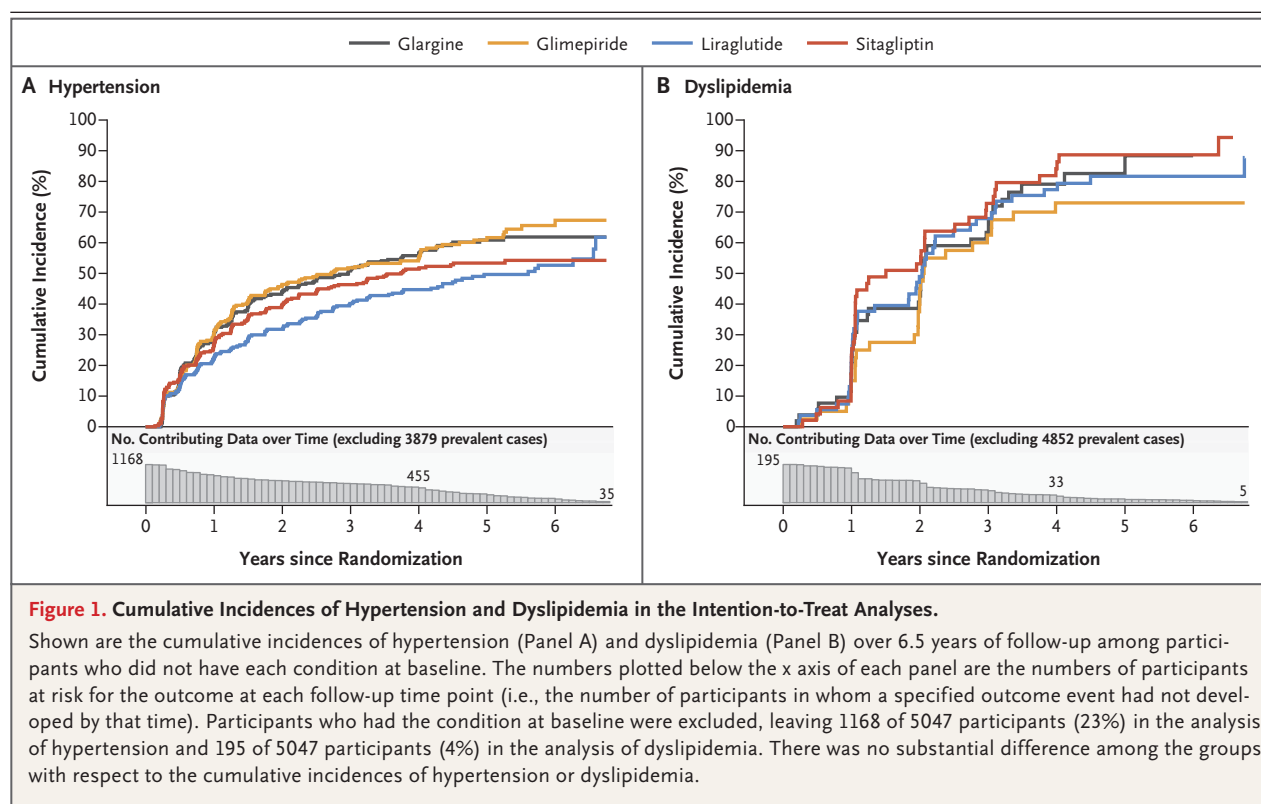 Glargine Glimepiride Liraglutide Sitagliptin
A Hypertension
100
90
80
70
60
50
40
30
20
10
0
Cumulative Incidence (%)
No. Contributing Data over Time (excluding 3879 prevalent cases)
1168 455 35
0 1 2 3 4 5 6
Years since Randomization
B Dyslipidemia
100
90
80
70
60
50
40
30
20
10
0
Cumulative Incidence (%)
No. Contributing Data over Time (excluding 4852 prevalent cases)
195 33 5
0 1 2 3 4 5 6
Years since Randomization
Figure 1. Cumulative Incidences of Hypertension and Dyslipidemia in the Intention-to-Treat Analyses.
Shown are the cumulative incidences of hypertension (Panel A) and dyslipidemia (Panel B) over 6.5 years of follow-up among partici-
pants who did not have each condition at baseline. The numbers plotted below the x axis of each panel are the numbers of participants
at risk for the outcome at each follow-up time point (i.e., the number of participants in whom a specified outcome event had not devel-
oped by that time). Participants who had the condition at baseline were excluded, leaving 1168 of 5047 participants (23%) in the analysis
of hypertension and 195 of 5047 participants (4%) in the analysis of dyslipidemia. There was no substantial difference among the groups
with respect to the cumulative incidences of hypertension or dyslipidemia.